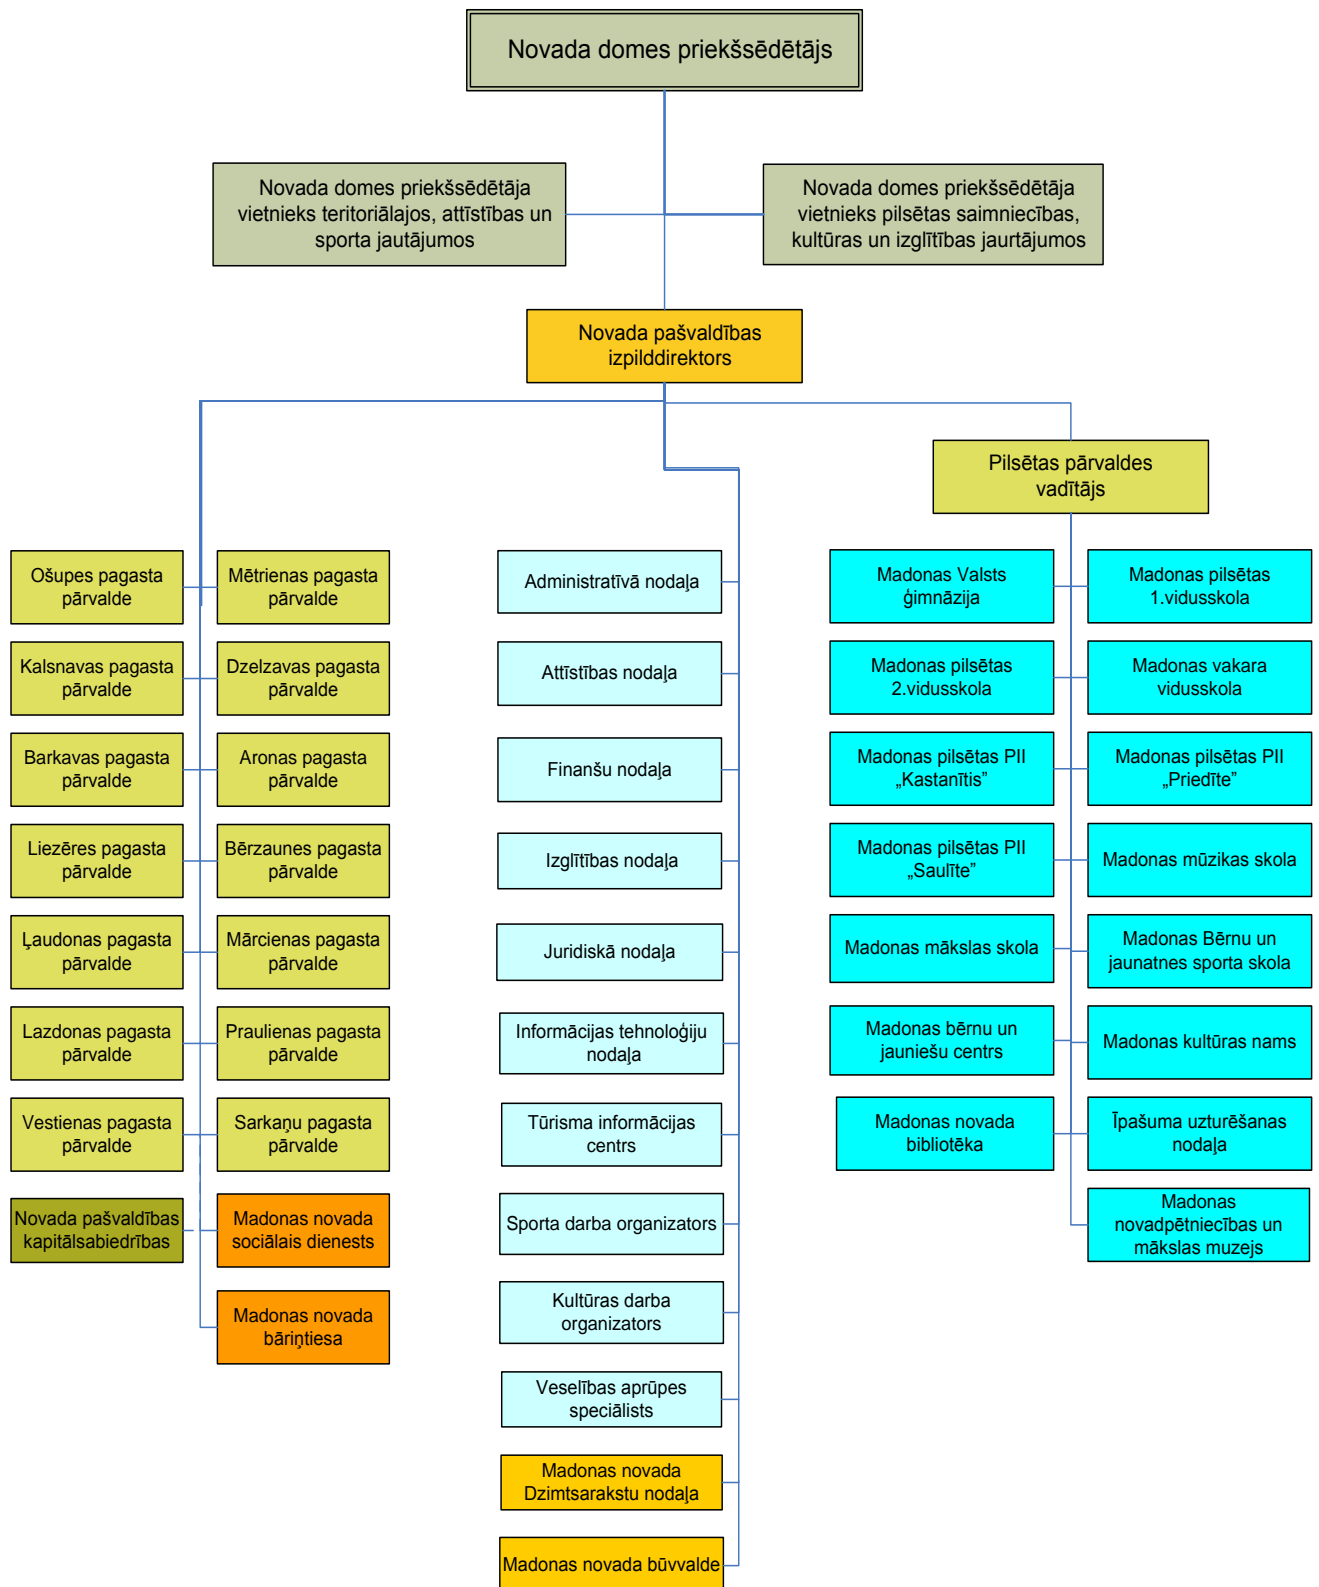 Novada domes priekšsēdētājs
Novada domes priekšsēdētāja
vietnieks teritoriālajos, attīstības un
sporta jautājumos
Novada domes priekšsēdētāja
vietnieks pilsētas saimniecības,
kultūras un izglītības jaurtājumos
Novada pašvaldības
izpilddirektors
Pilsētas pārvaldes
vadītājs
Ošupes pagasta
pārvalde
Mētrienas pagasta
pārvalde
Kalsnavas pagasta
pārvalde
Dzelzavas pagasta
pārvalde
Barkavas pagasta
pārvalde
Aronas pagasta
pārvalde
Liezēres pagasta
pārvalde
Bērzaunes pagasta
pārvalde
Ļaudonas pagasta
pārvalde
Mārcienas pagasta
pārvalde
Lazdonas pagasta
pārvalde
Praulienas pagasta
pārvalde
Vestienas pagasta
pārvalde
Sarkaņu pagasta
pārvalde
Novada pašvaldības
kapitālsabiedrības
Madonas novada
sociālais dienests
Madonas novada
bāriņtiesa
Administratīvā nodaļa
Attīstības nodaļa
Finanšu nodaļa
Izglītības nodaļa
Juridiskā nodaļa
Informācijas tehnoloģiju
nodaļa
Tūrisma informācijas
centrs
Sporta darba organizators
Kultūras darba
organizators
Veselības aprūpes
speciālists
Madonas novada
Dzimtsarakstu nodaļa
Madonas novada būvvalde
Madonas Valsts
ģimnāzija
Madonas pilsētas
1.vidusskola
Madonas pilsētas
2.vidusskola
Madonas vakara
vidusskola
Madonas pilsētas PII
„Kastanītis”
Madonas pilsētas PII
„Priedīte”
Madonas pilsētas PII
„Saulīte”
Madonas mūzikas skola
Madonas mākslas skola
Madonas Bērnu un
jaunatnes sporta skola
Madonas bērnu un
jauniešu centrs
Madonas kultūras nams
Madonas novada
bibliotēka
Īpašuma uzturēšanas
nodaļa
Madonas
novadpētniecības un
mākslas muzejs